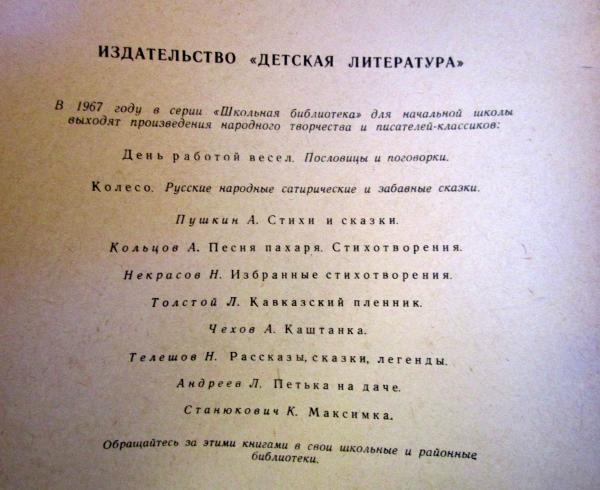 ИЗДАТЕЛЬСТВО «ДЕТСКАЯ ЛИТЕРАТУРА»
В 1967 году в серии «Школьная библиотека» для начальной школы
выходят произведения народного творчества и писателей-классиков:
День работой весел. Пословицы и поговорки.
Колесо. Русские народные сатирические и забавные сказки.
Пушкин А. Стихи и сказки.
Кольцов А. Песня пахаря. Стихотворения.
Некрасов Н. Избранные стихотворения.
Толстой Л. Кавказский пленник.
Чехов А. Каштанка.
Телешов Н. Рассказы, сказки, легенды.
Андреев Л. Петька на даче.
Станюкович К. Максимка.
Обращайтесь за этими книгами в свои школьные и районные
библиотеки.